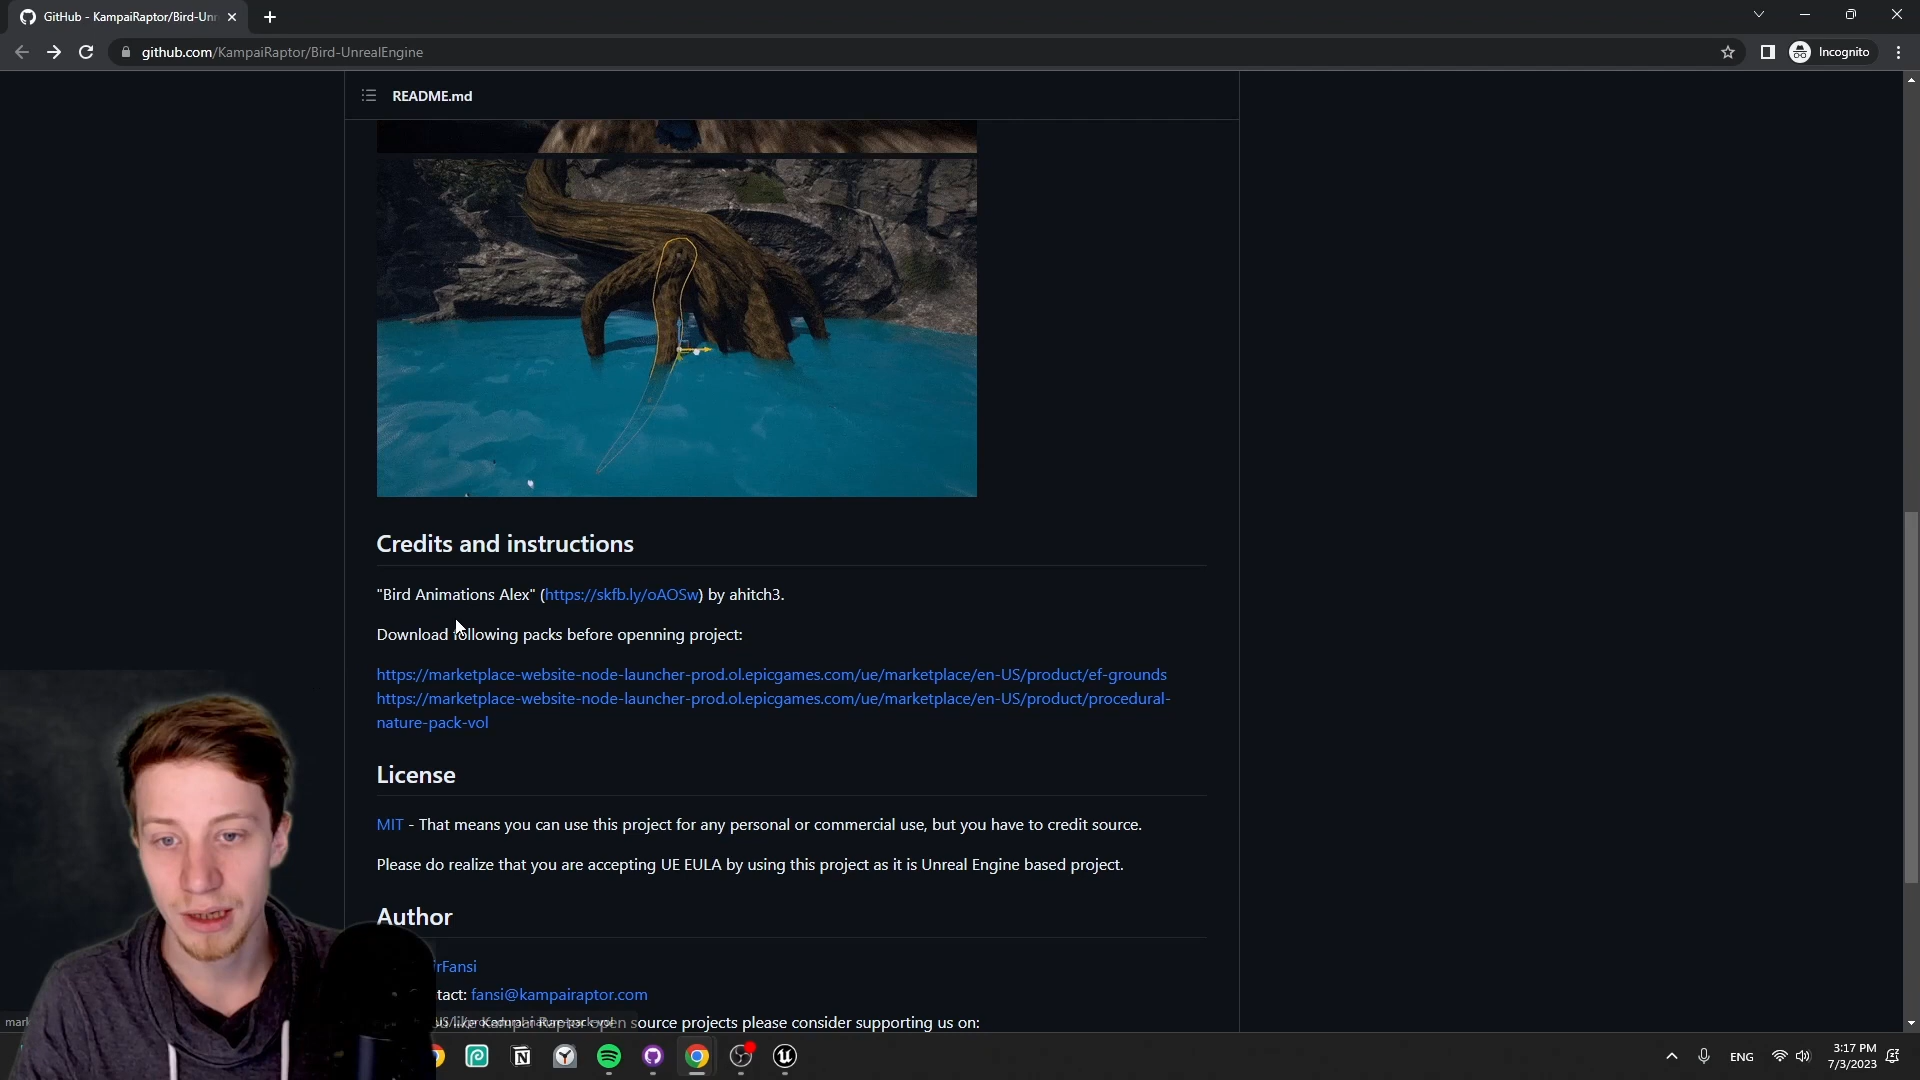 GitHub - KampaiRaptor/Bird-Unr
github.com/KampaiRaptor/Bird-UnrealEngine
Incognito
README.md
Credits and instructions
"Bird Animations Alex" (https://skfb.ly/oAOSw) by ahitch3.
Download following packs before openning project:
https://marketplace-website-node-launcher-prod.ol.epicgames.com/ue/marketplace/en-US/product/ef-grounds
https://marketplace-website-node-launcher-prod.ol.epicgames.com/ue/marketplace/en-US/product/procedural-
nature-pack-vol
License
MIT - That means you can use this project for any personal or commercial use, but you have to credit source.
Please do realize that you are accepting UE EULA by using this project as it is Unreal Engine based project.
Author
irFansi
tact: fansi@kampairaptor.com
like Kampai Raptor open source projects please consider supporting us on:
ENG
3:17 PM
7/3/2023